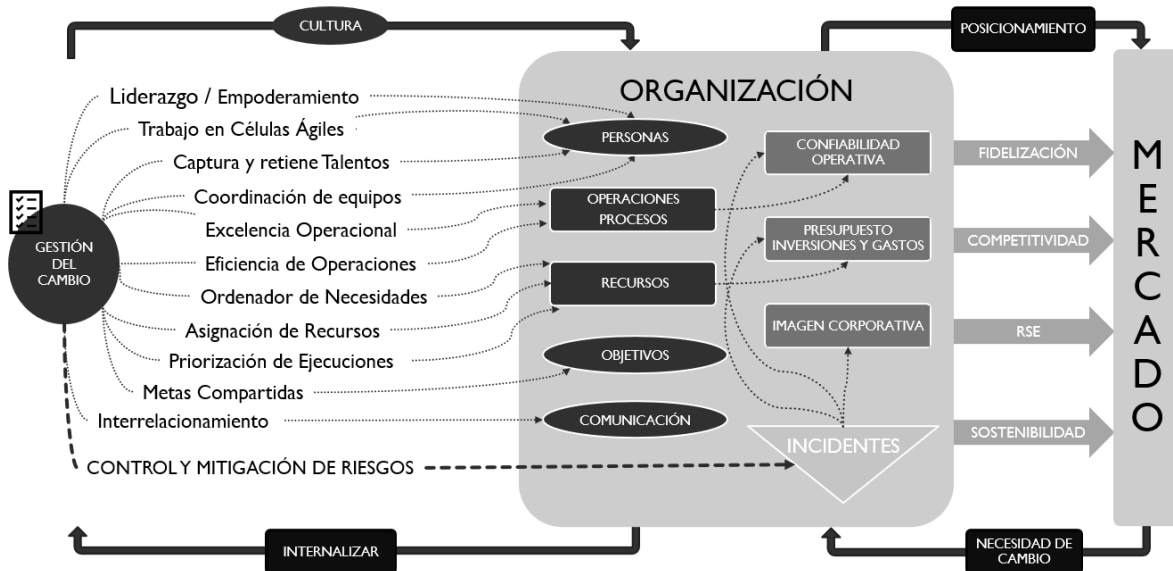 CULTURA
POSICIONAMIENTO
ORGANIZACIÓN
Liderazgo / Empoderamiento
Trabajo en Células Ágiles
Captura y retiene Talentos
Coordinación de equipos
Excelencia Operacional
Eficiencia de Operaciones
Ordenador de Necesidades
Asignación de Recursos
Priorización de Ejecuciones
Metas Compartidas
Interrelacionamiento
CONTROL Y MITIGACIÓN DE RIESGOS
GESTIÓN
DEL
CAMBIO
PERSONAS
OPERACIONES
PROCESOS
RECURSOS
OBJETIVOS
COMUNICACIÓN
CONFIABILIDAD
OPERATIVA
PRESUPUESTO
INVERSIONES Y GASTOS
IMAGEN CORPORATIVA
INCIDENTES
FIDELIZACIÓN
COMPETITIVIDAD
RSE
SOSTENIBILIDAD
MERCADO
INTERNALIZAR
NECESIDAD DE
CAMBIO